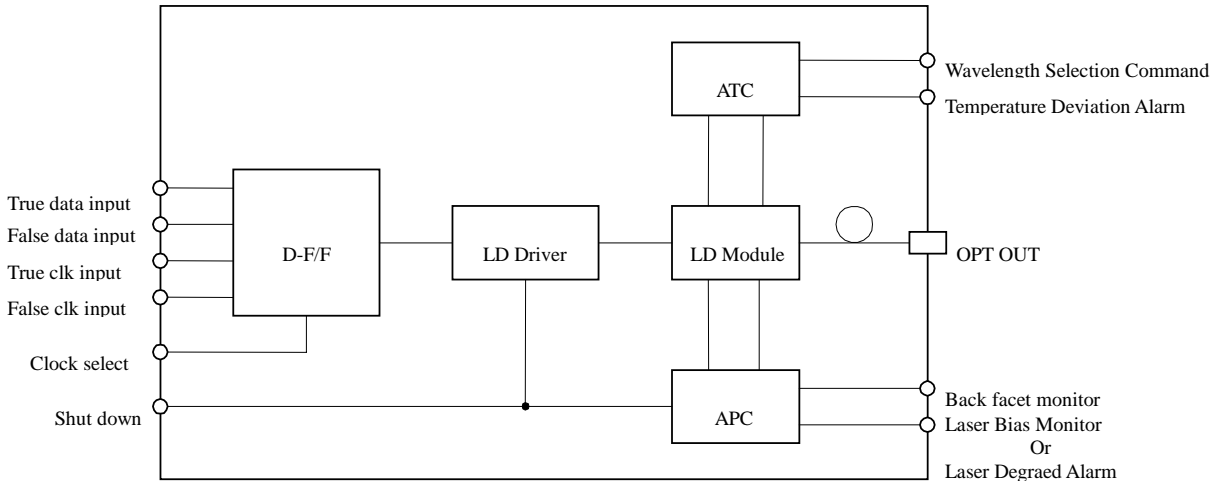 ATC
Wavelength Selection Command
Temperature Deviation Alarm
True data input
False data input
True clk input
False clk input
Clock select
Shut down
D-F/F
LD Driver
LD Module
OPT OUT
APC
Back facet monitor
Laser Bias Monitor
Or
Laser Degraed Alarm